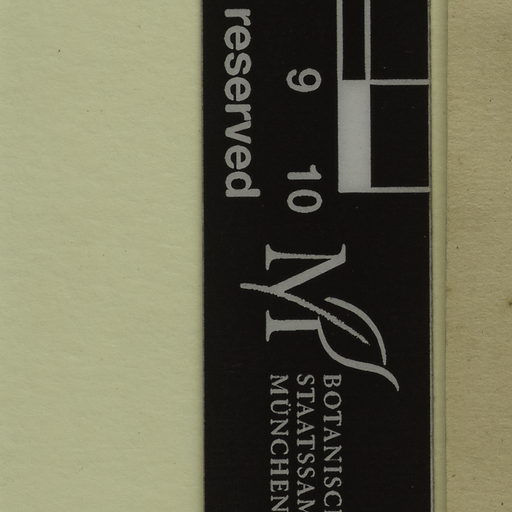 reserved
9 10
M
BOTANISC
STAATSSAM
MÜNCHEN